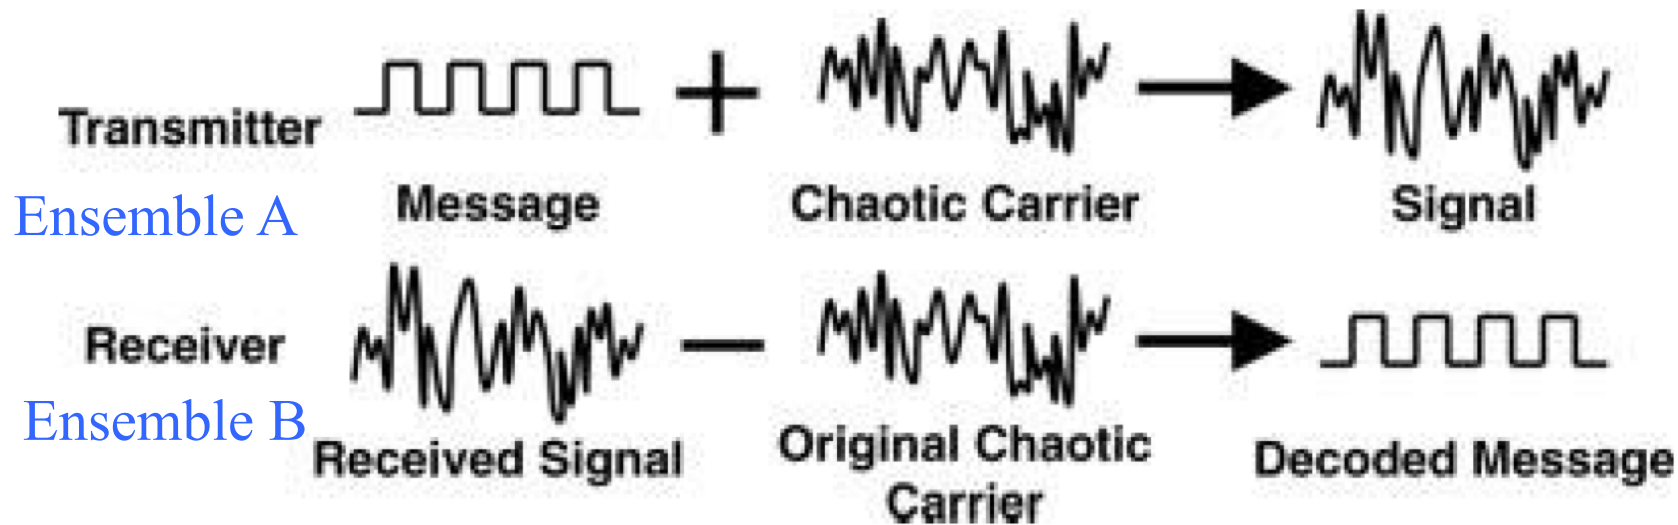 Transmitter
Ensemble A
Message
Chaotic Carrier
Signal
Receiver
Ensemble B
Received Signal
Original Chaotic
Carrier
Decoded Message